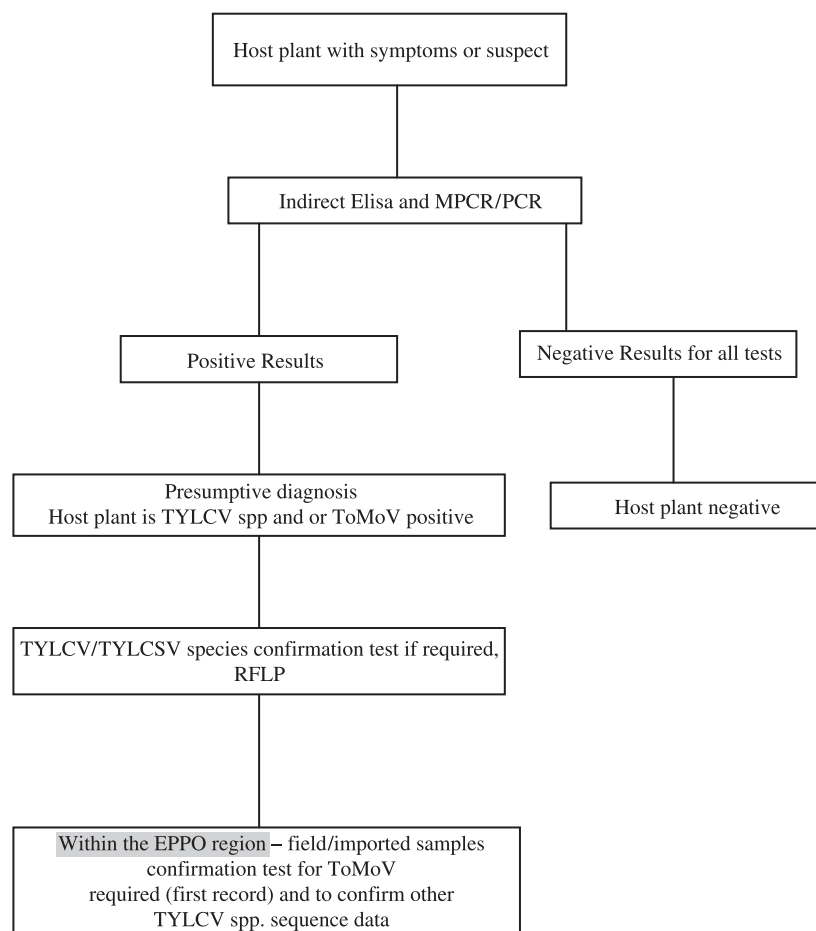 Host plant with symptoms or suspect
Indirect Elisa and MPCR/PCR
Positive Results
Negative Results for all tests
Presumptive diagnosis
Host plant is TYLCV spp and or ToMoV positive
Host plant negative
TYLCV/TYLCSV species confirmation test if required,
RFLP
Within the EPPO region – field/imported samples
confirmation test for ToMoV
required (first record) and to confirm other
TYLCV spp. sequence data